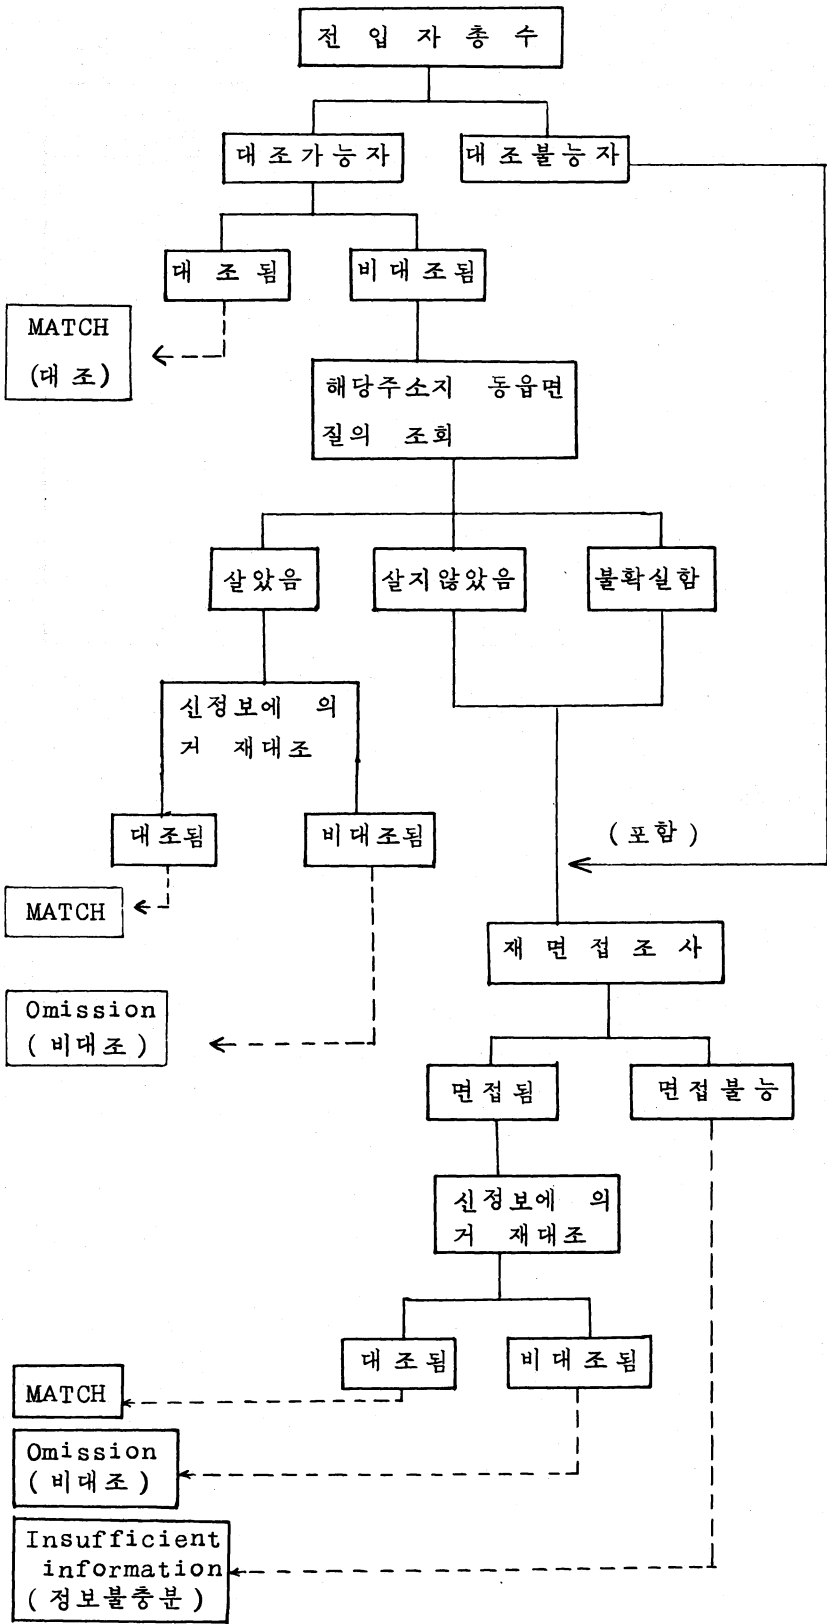 전 입 자 총 수
대조가능자
대조불능자
대 조 됨
비대조됨
MATCH
(대 조)
해당주소지 동읍면
질의 조회
살았음
살지않았음
불확실함
신정보에 의
거 재대조
대조됨
비대조됨
(포함)
MATCH
재 면 접 조 사
Omission
(비대조)
면접됨
면접불능
신정보에 의
거 재대조
대조됨
비대조됨
MATCH
Omission
(비대조)
Insufficient
information
(정보불충분)